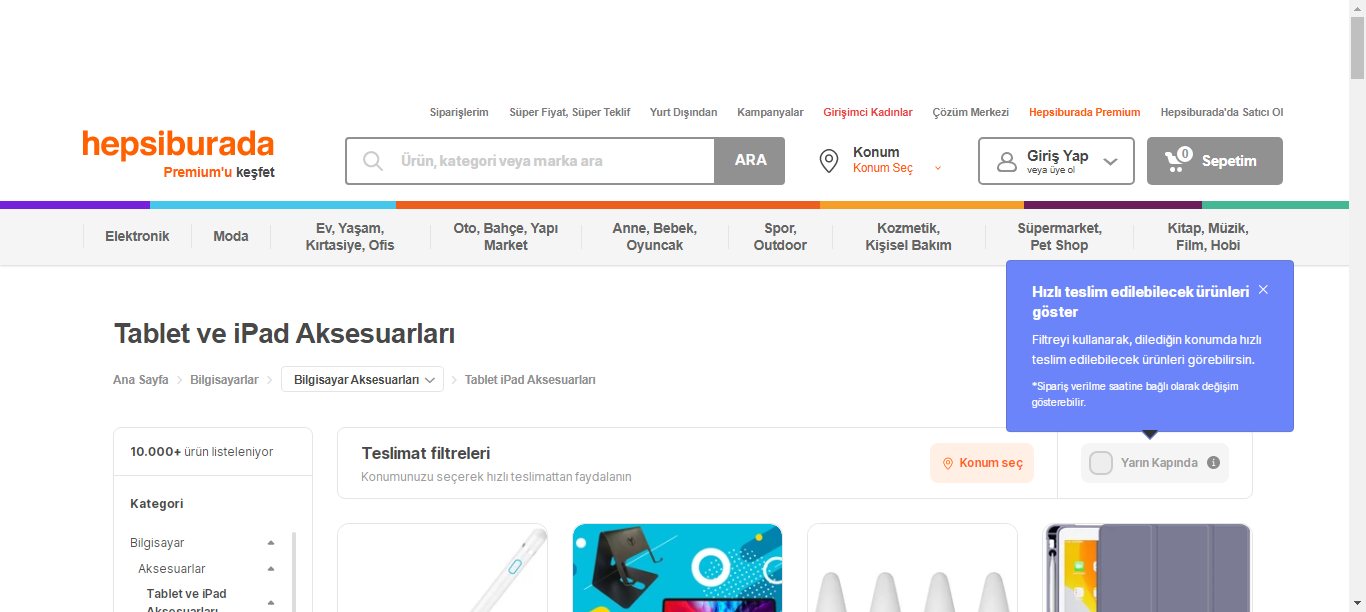 Siparişlerim
Süper Fiyat, Süper Teklif
Yurt Dışından
Kampanyalar
Girişimci Kadınlar
Çözüm Merkezi
Hepsiburada Premium
Hepsiburada'da Satıcı Ol
hepsiburada
Premium'u keşfet
Ürün, kategori veya marka ara
ARA
Konum
Konum Seç
Giriş Yap
veya üye ol
0
Sepetim
Elektronik
Moda
Ev, Yaşam,
Kırtasiye, Ofis
Oto, Bahçe, Yapı
Market
Anne, Bebek,
Oyuncak
Spor,
Outdoor
Kozmetik,
Kişisel Bakım
Süpermarket,
Pet Shop
Kitap, Müzik,
Film, Hobi
Hızlı teslim edilebilecek ürünleri
göster
Filtreyi kullanarak, dilediğin konumda hızlı
teslim edilebilecek ürünleri görebilirsin.
*Sipariş verilme saatine bağlı olarak değişim
gösterebilir.
Tablet ve iPad Aksesuarları
Ana Sayfa
Bilgisayarlar
Bilgisayar Aksesuarları
Tablet iPad Aksesuarları
10.000+ ürün listeleniyor
Kategori
Bilgisayar
Aksesuarlar
Tablet ve iPad
Aksesuarları
Teslimat filtreleri
Konumunuzu seçerek hızlı teslimattan faydalanın
Konum seç
Yarın Kapında